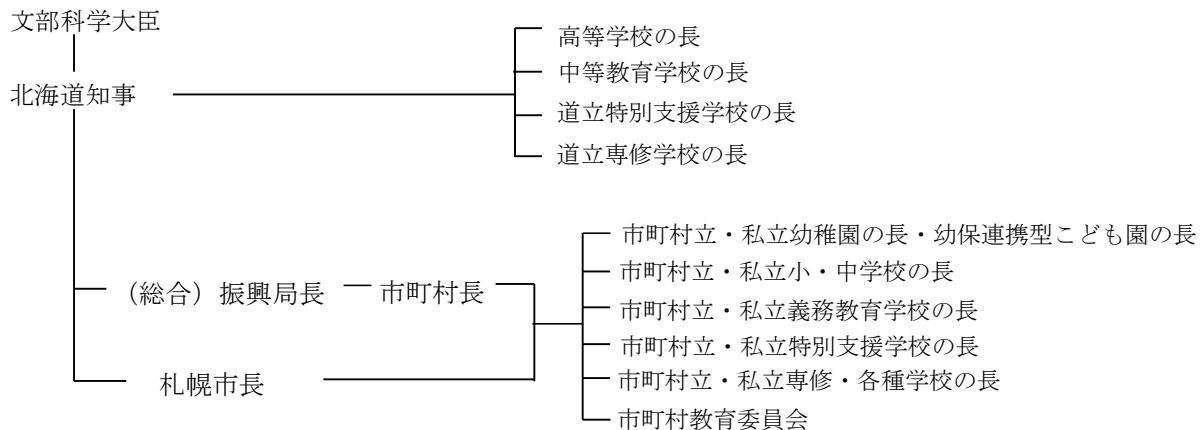 文部科学大臣
高等学校の長
中等教育学校の長
北海道知事
道立特別支援学校の長
道立専修学校の長
市町村立・私立幼稚園の長・幼保連携型こども園の長
市町村立・私立小・中学校の長
（総合）振興局長
市町村長
市町村立・私立義務教育学校の長
市町村立・私立特別支援学校の長
札幌市長
市町村立・私立専修・各種学校の長
市町村教育委員会